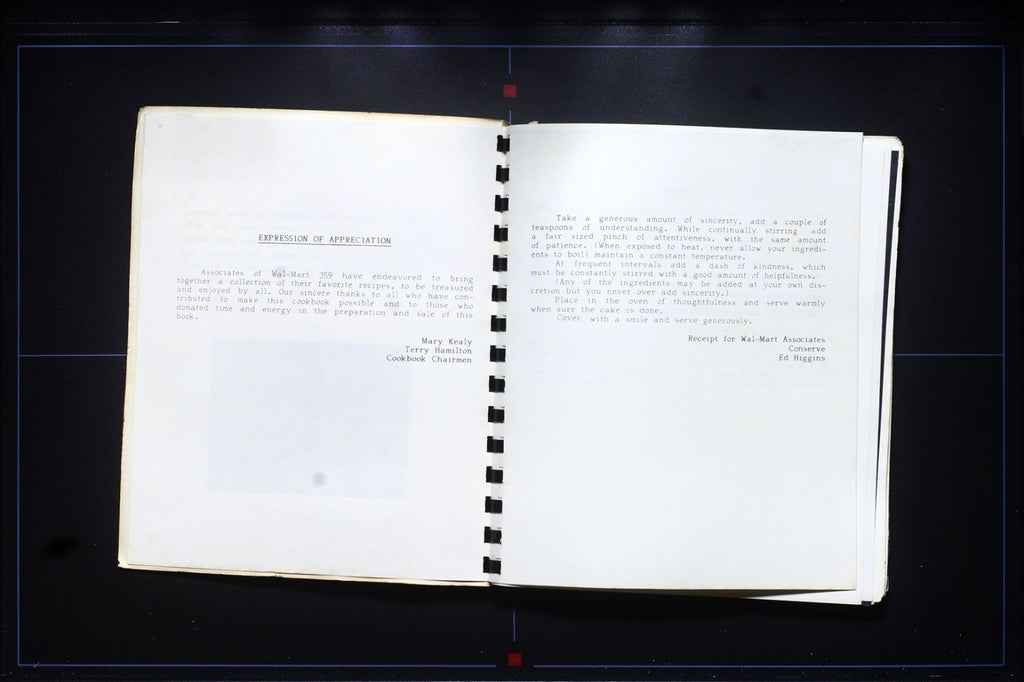 EXPRESSION OF APPRECIATION
Associates of Wal-Mart 359 have endeavored to bring
together a collection of their favorite recipes, to be treasured
and enjoyed by all. Our sincere thanks to all who have con-
tributed to make this cookbook possible and to those who
donated time and energy in the preparation and sale of this
book.
Mary Kealy
Terry Hamilton
Cookbook Chairmen
Take a generous amount of sincerity, add a couple of
teaspoons of understanding. While continually stirring add
a fair sized pinch of attentiveness, with the same amount
of patience. (When exposed to heat, never allow your ingredi-
ents to boil) maintain a constant temperature.
At frequent intervals add a dash of kindness, which
must be constantly stirred with a good amount of helpfulness.
(Any of the ingredients may be added at your own dis-
cretion but you never over add sincerity.)
Place in the oven of thoughtfulness and serve warmly
when sure the cake is done.
Cover with a smile and serve generously.
Receipt for Wal-Mart Associates
Conserve
Ed Higgins